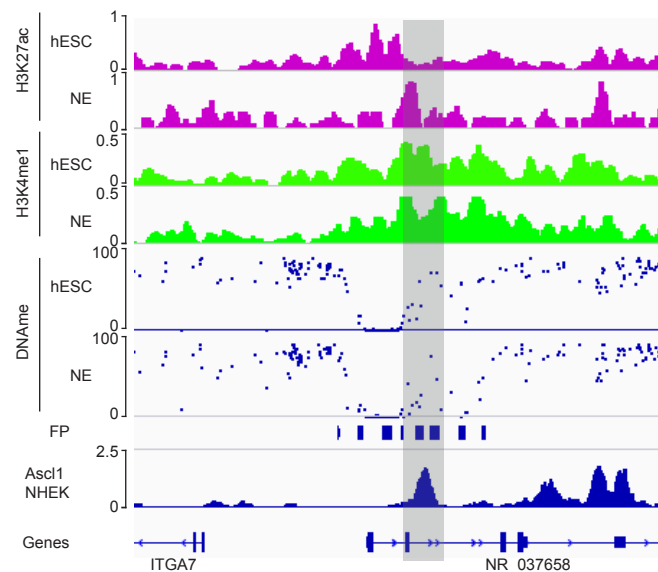 H3K27ac
hESC
1
0
NE
1
0
H3K4me1
hESC
0.5
0
NE
0.5
0
DNAme
hESC
100
0
NE
100
0
FP
Ascl1
NHEK
2.5
0
Genes
ITGA7
NR_037658